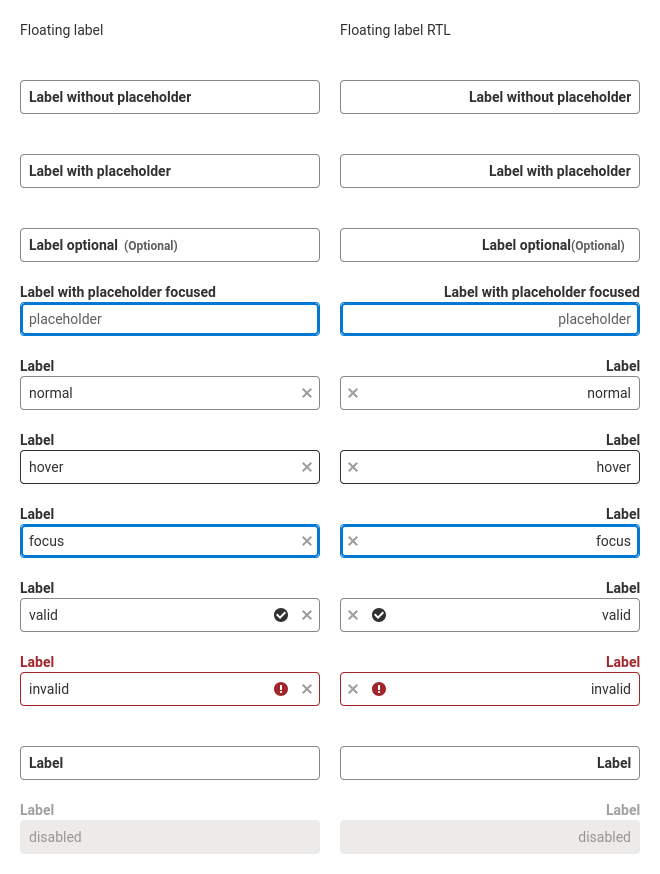 Floating label
Floating label RTL
Label without placeholder
Label without placeholder
Label with placeholder
Label with placeholder
Label optional (Optional)
Label optional(Optional)
Label with placeholder focused
Label with placeholder focused
placeholder
placeholder
Label
Label
normal
normal
Label
Label
hover
hover
Label
Label
focus
focus
Label
Label
valid
valid
Label
Label
invalid
invalid
Label
Label
Label
Label
disabled
disabled